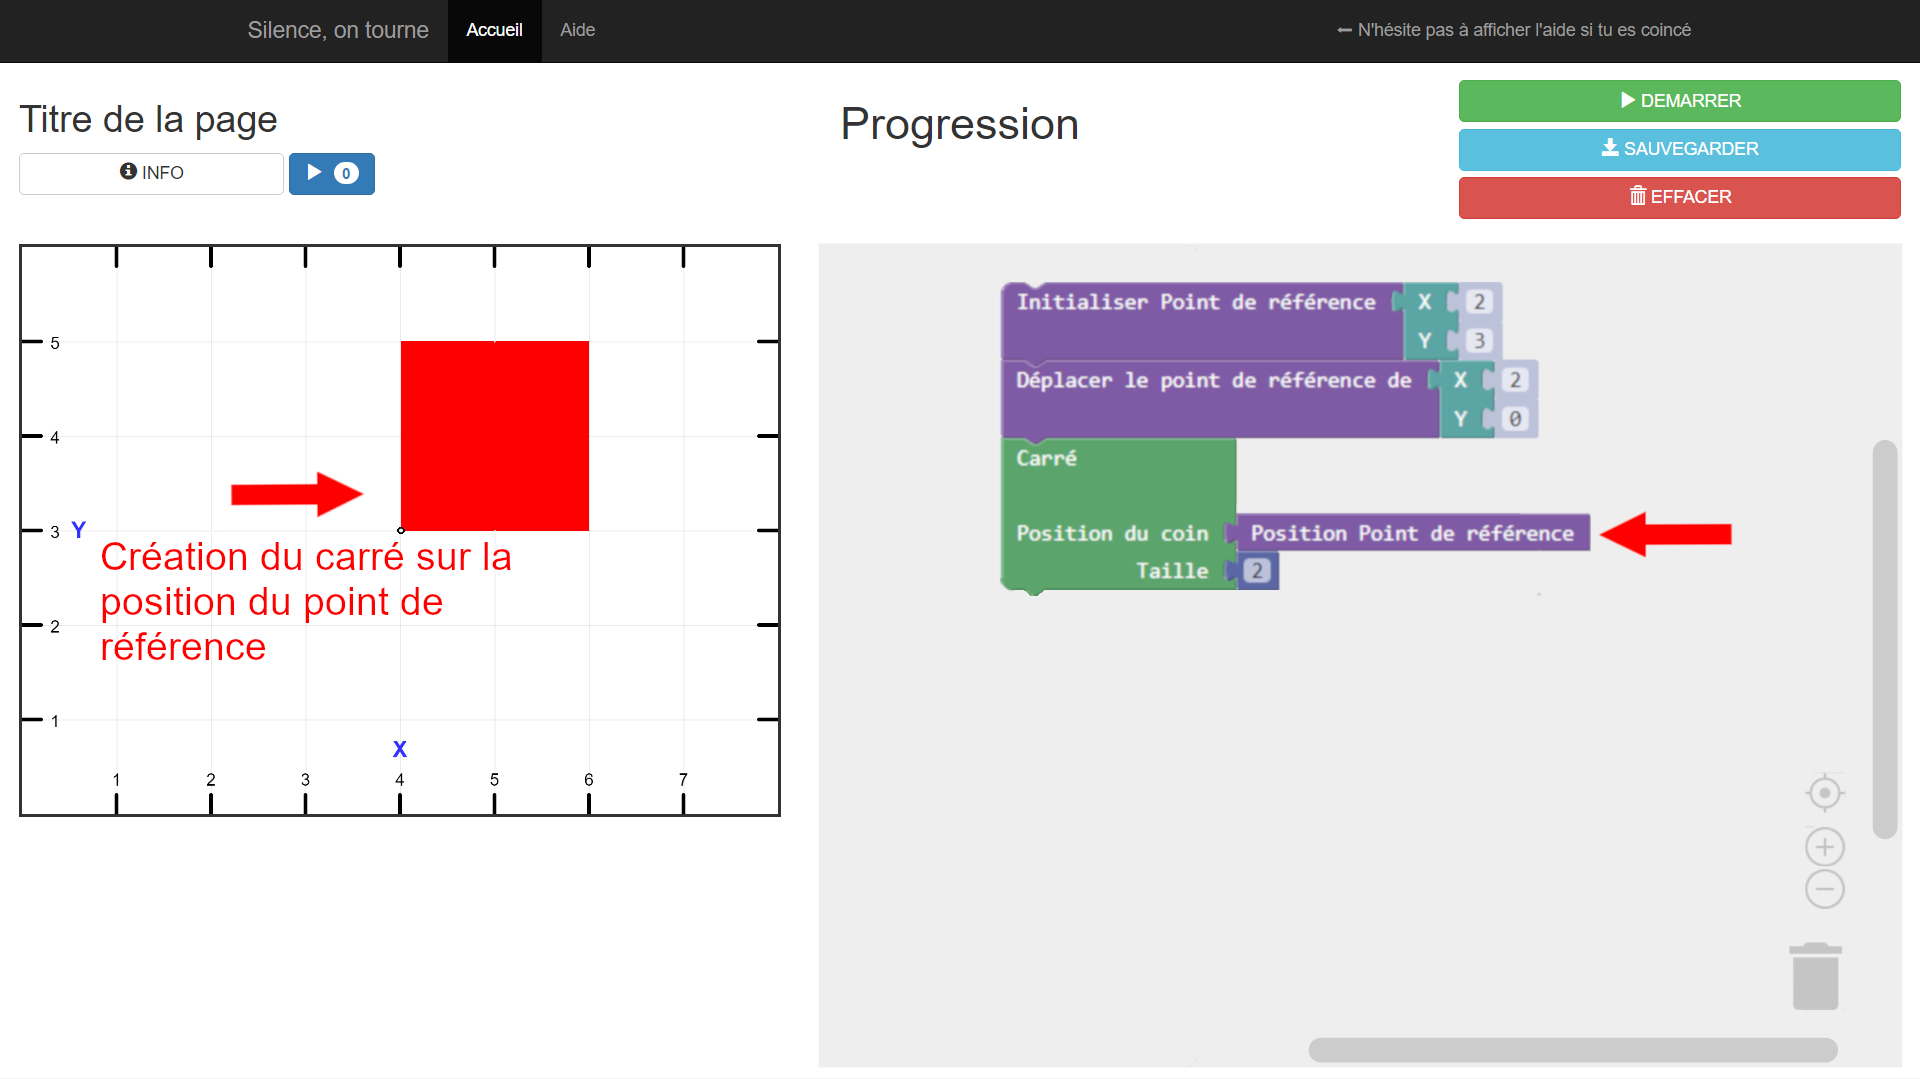 Silence, on tourne
Accueil
Aide
N'hésite pas à afficher l'aide si tu es coincé
Titre de la page
INFO
0
Progression
DEMARRER
SAUVEGARDER
EFFACER
5
4
3
Y
2
1
X
1 2 3 4 5 6 7
Création du carré sur la
position du point de
référence
Initialiser Point de référence X 2
Y 3
Déplacer le point de référence de X 2
Y 0
Carré
Position du coin Position Point de référence
Taille 2